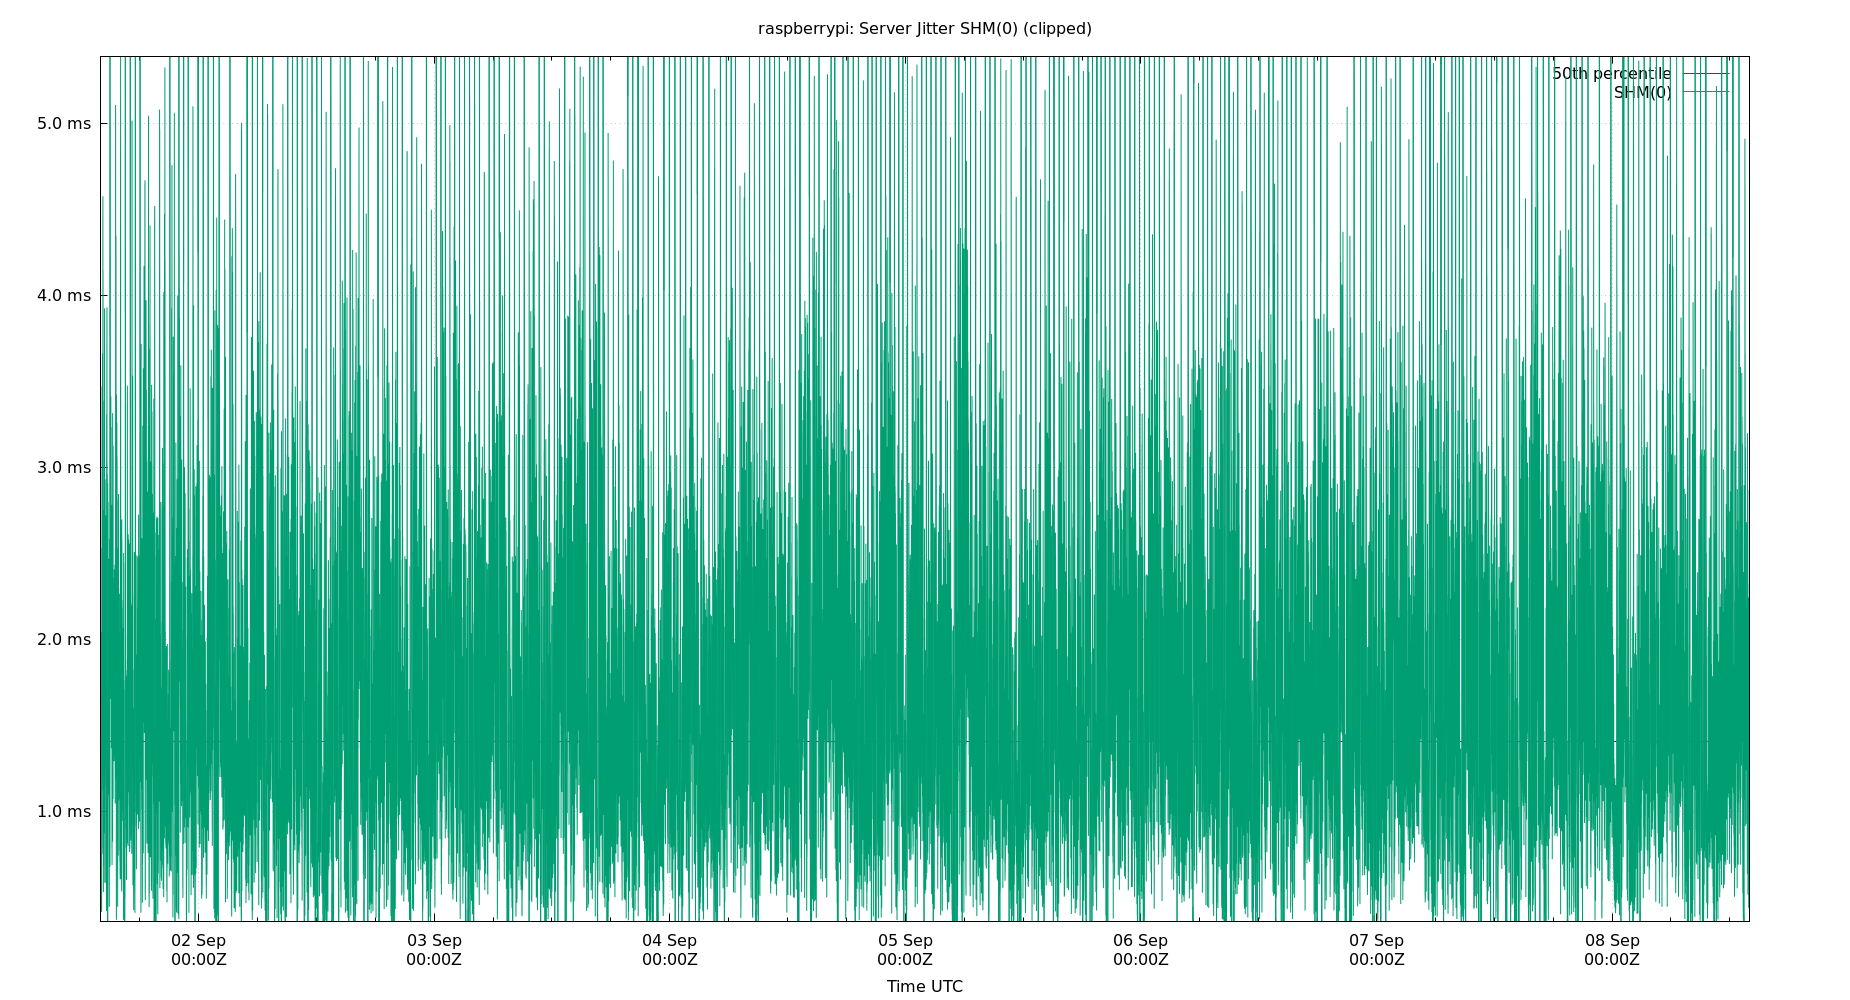 raspberrypi: Server Jitter SHM(0) (clipped)
50th percentile
SHM(0)
5.0 ms
4.0 ms
3.0 ms
2.0 ms
1.0 ms
02 Sep 03 Sep 04 Sep 05 Sep 06 Sep 07 Sep 08 Sep
00:00Z 00:00Z 00:00Z 00:00Z 00:00Z 00:00Z 00:00Z
Time UTC